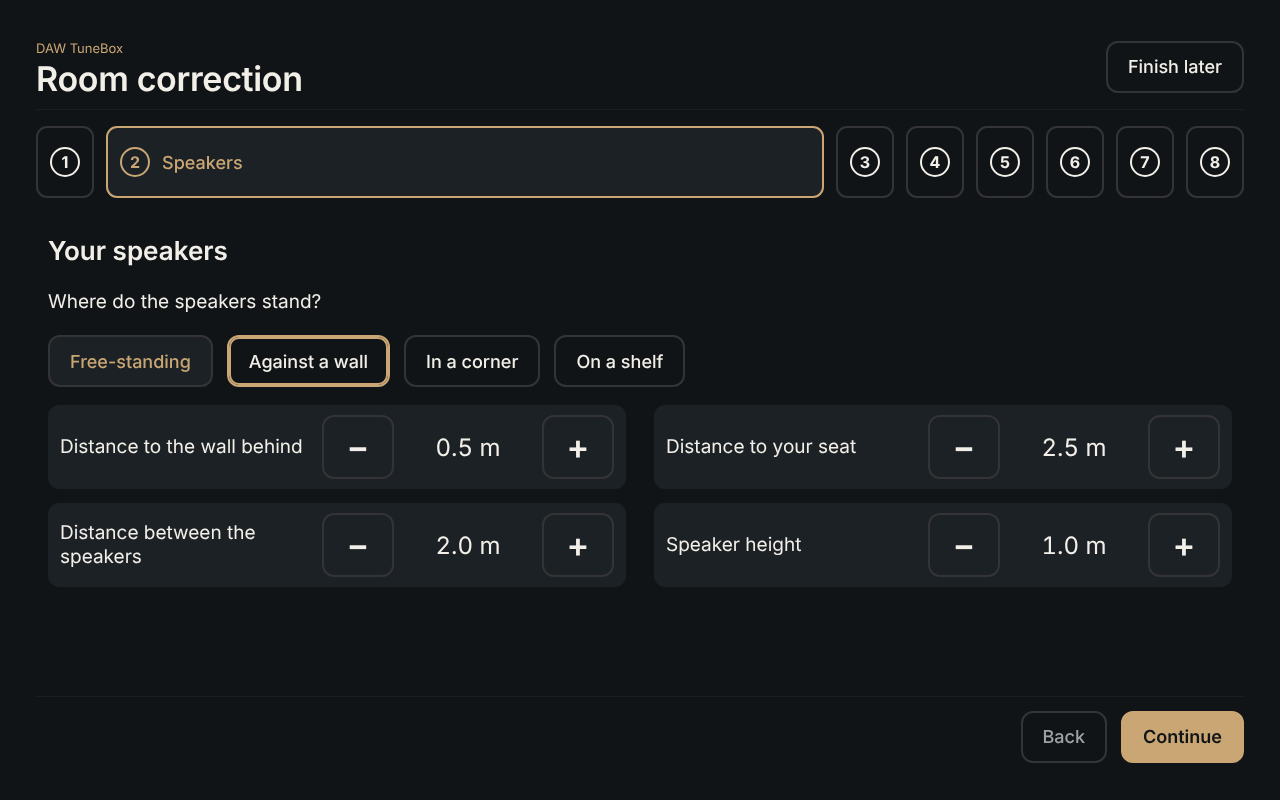 DAW TuneBox
Room correction
Finish later
1
2 Speakers
3
4
5
6
7
8
Your speakers
Where do the speakers stand?
Free-standing
Against a wall
In a corner
On a shelf
Distance to the wall behind
− 0.5 m +
Distance to your seat
− 2.5 m +
Distance between the
speakers
− 2.0 m +
Speaker height
− 1.0 m +
Back
Continue